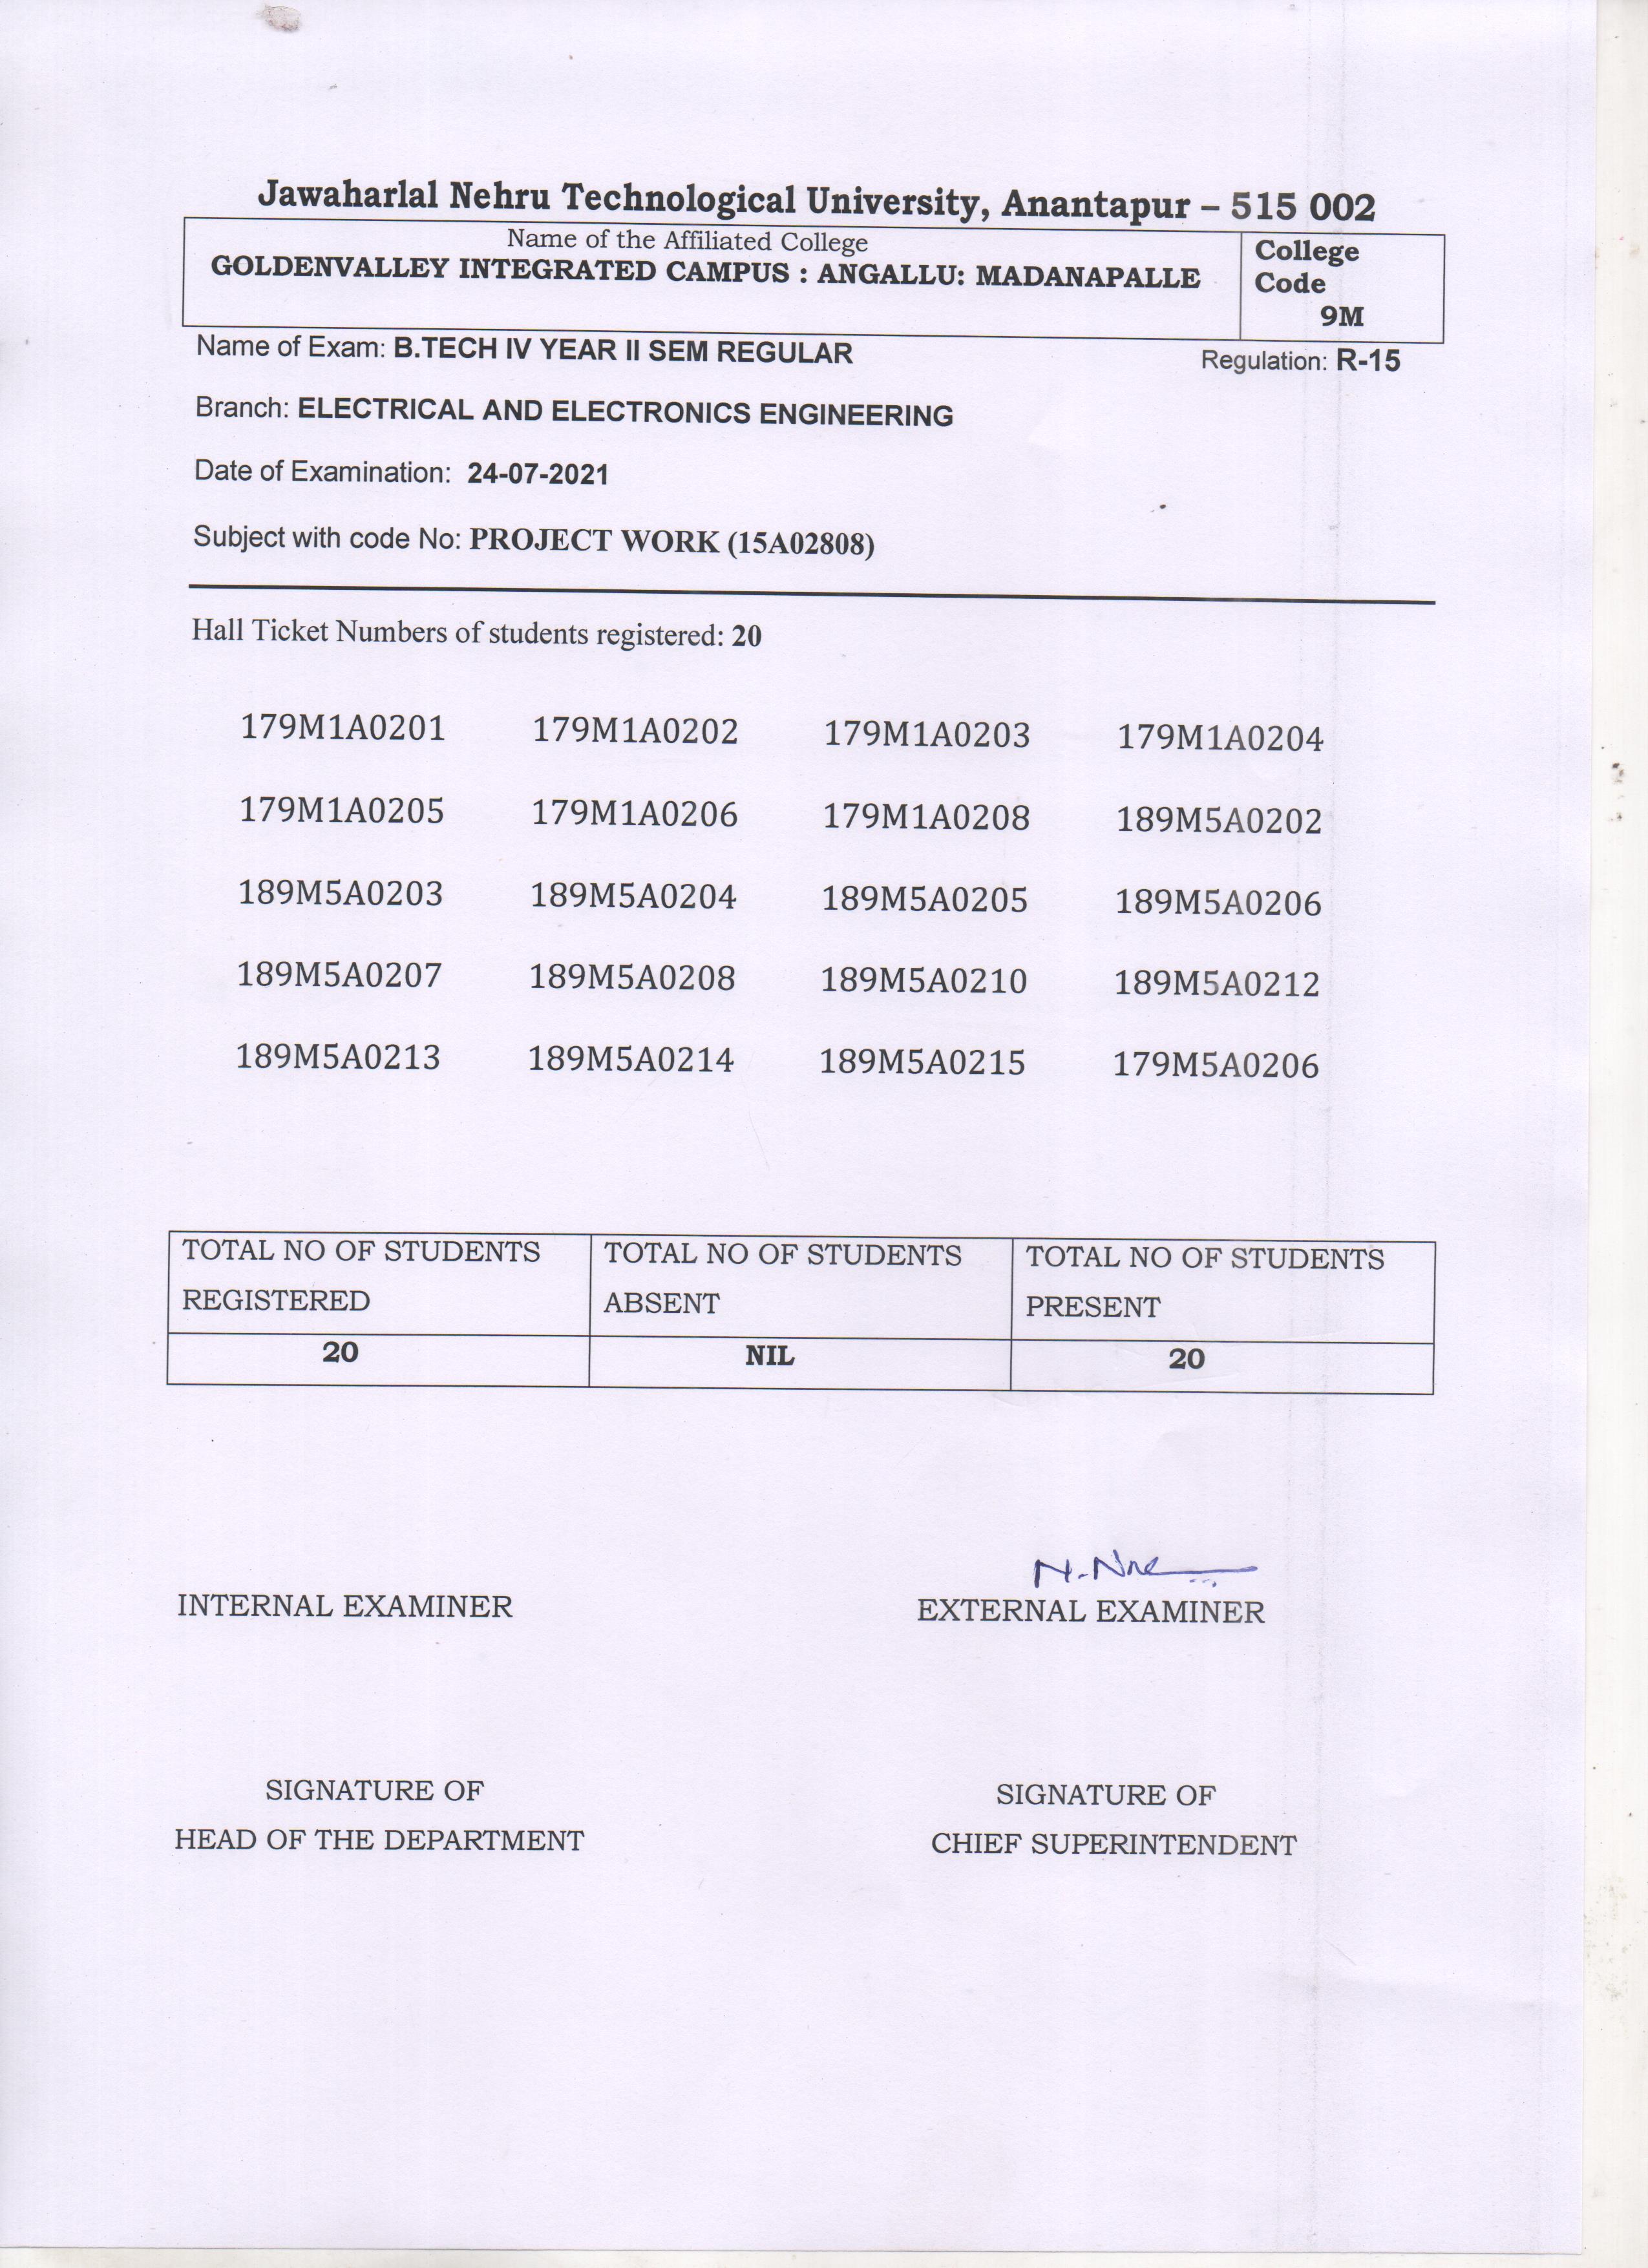 Jawaharlal Nehru Technological University, Anantapur – 515 002
Name of the Affiliated College
GOLDENVALLEY INTEGRATED CAMPUS : ANGALLU: MADANAPALLE
College
Code
9M
Name of Exam: B.TECH IV YEAR II SEM REGULAR Regulation: R-15
Branch: ELECTRICAL AND ELECTRONICS ENGINEERING
Date of Examination: 24-07-2021
Subject with code No: PROJECT WORK (15A02808)
Hall Ticket Numbers of students registered: 20
179M1A0201 179M1A0202 179M1A0203 179M1A0204
179M1A0205 179M1A0206 179M1A0208 189M5A0202
189M5A0203 189M5A0204 189M5A0205 189M5A0206
189M5A0207 189M5A0208 189M5A0210 189M5A0212
189M5A0213 189M5A0214 189M5A0215 179M5A0206
TOTAL NO OF STUDENTS REGISTERED
TOTAL NO OF STUDENTS ABSENT
TOTAL NO OF STUDENTS PRESENT
20 NIL 20
INTERNAL EXAMINER EXTERNAL EXAMINER
SIGNATURE OF SIGNATURE OF
HEAD OF THE DEPARTMENT CHIEF SUPERINTENDENT